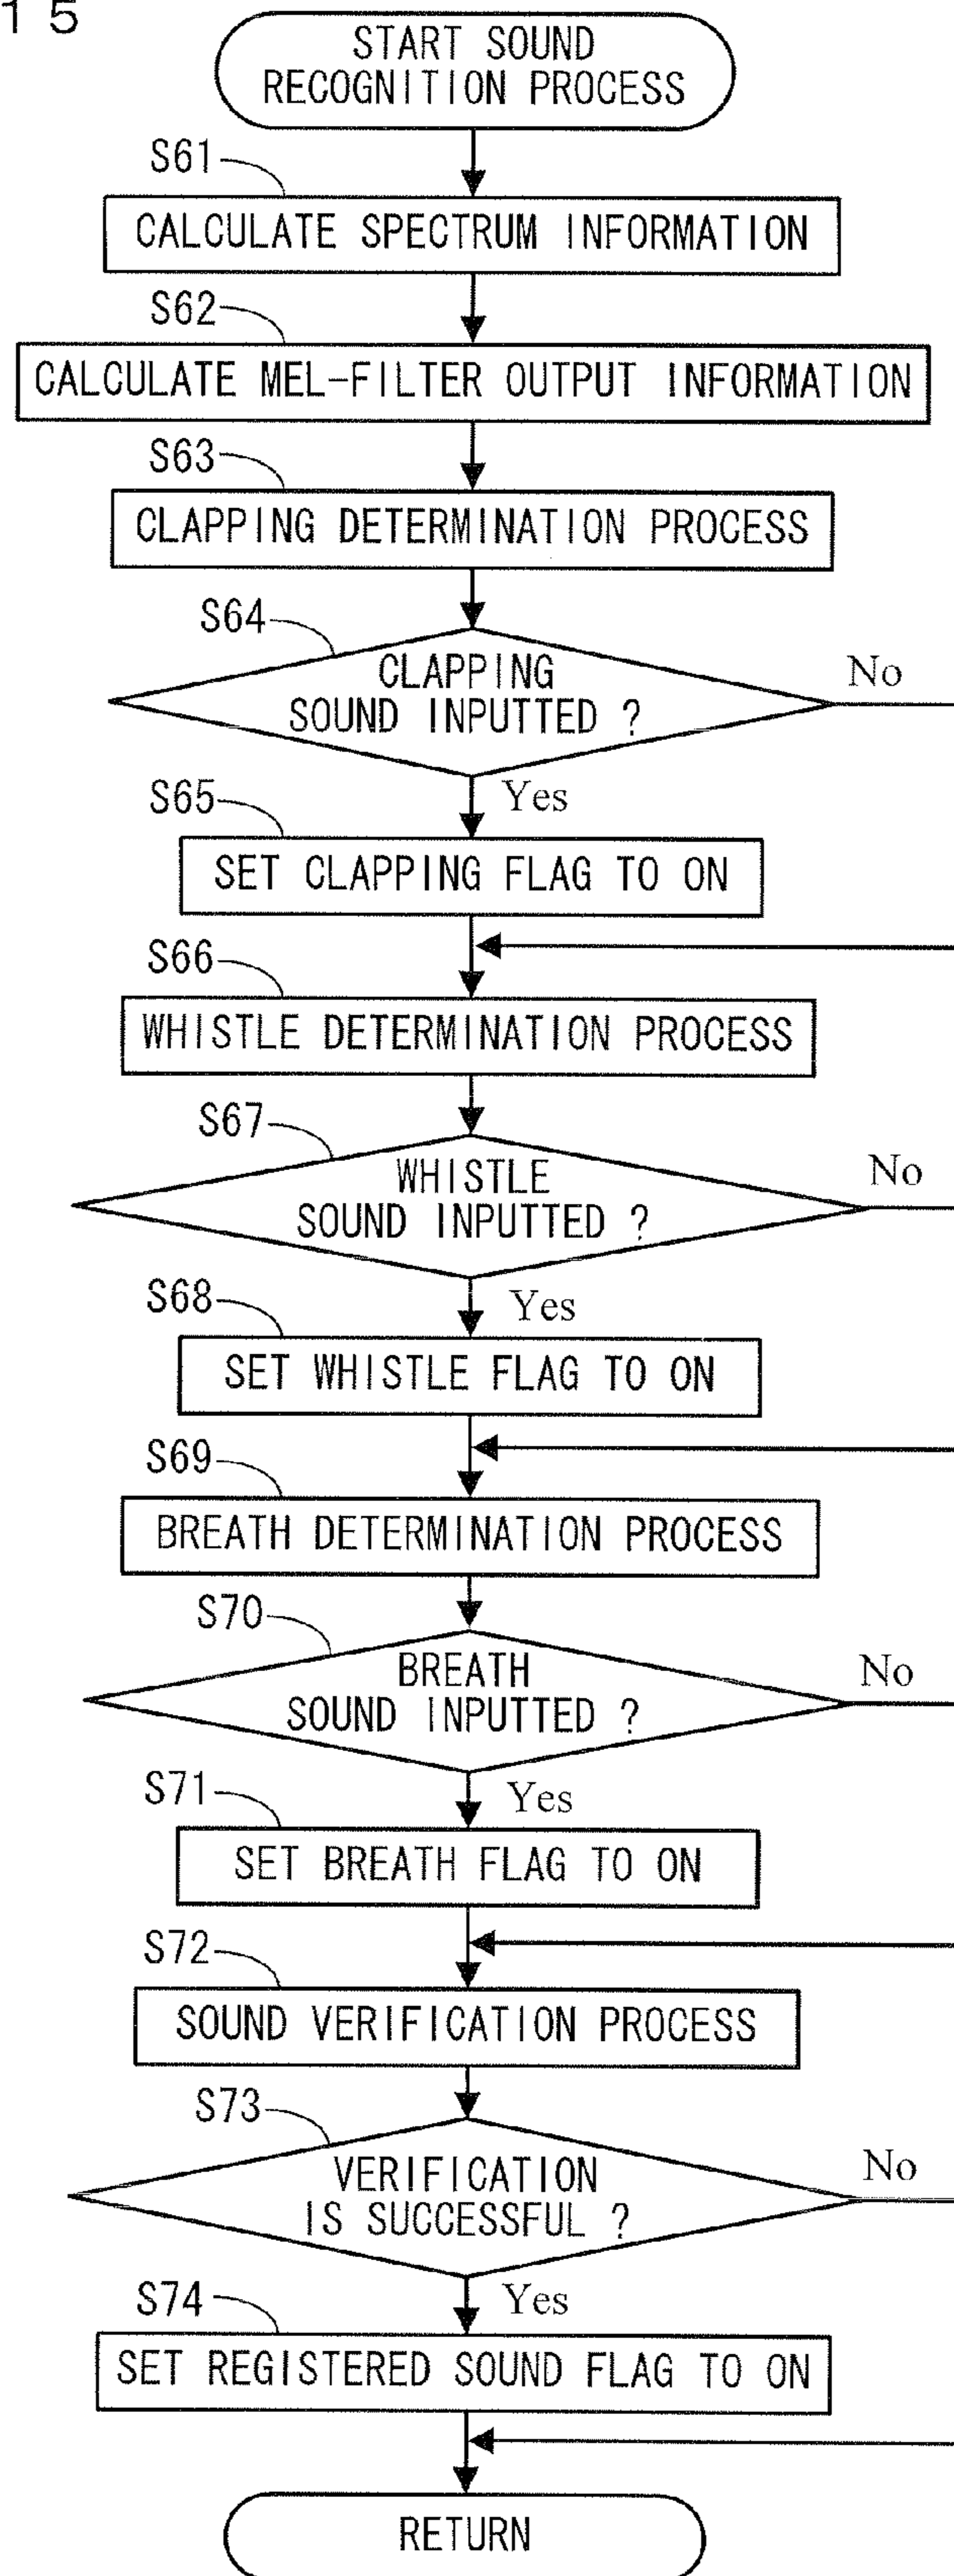 15
START SOUND
RECOGNITION PROCESS
S61
CALCULATE SPECTRUM INFORMATION
S62
CALCULATE MEL-FILTER OUTPUT INFORMATION
S63
CLAPPING DETERMINATION PROCESS
S64
CLAPPING
SOUND INPUTTED ?
No
Yes
S65
SET CLAPPING FLAG TO ON
S66
WHISTLE DETERMINATION PROCESS
S67
WHISTLE
SOUND INPUTTED ?
No
Yes
S68
SET WHISTLE FLAG TO ON
S69
BREATH DETERMINATION PROCESS
S70
BREATH
SOUND INPUTTED ?
No
Yes
S71
SET BREATH FLAG TO ON
S72
SOUND VERIFICATION PROCESS
S73
VERIFICATION
IS SUCCESSFUL ?
No
Yes
S74
SET REGISTERED SOUND FLAG TO ON
RETURN